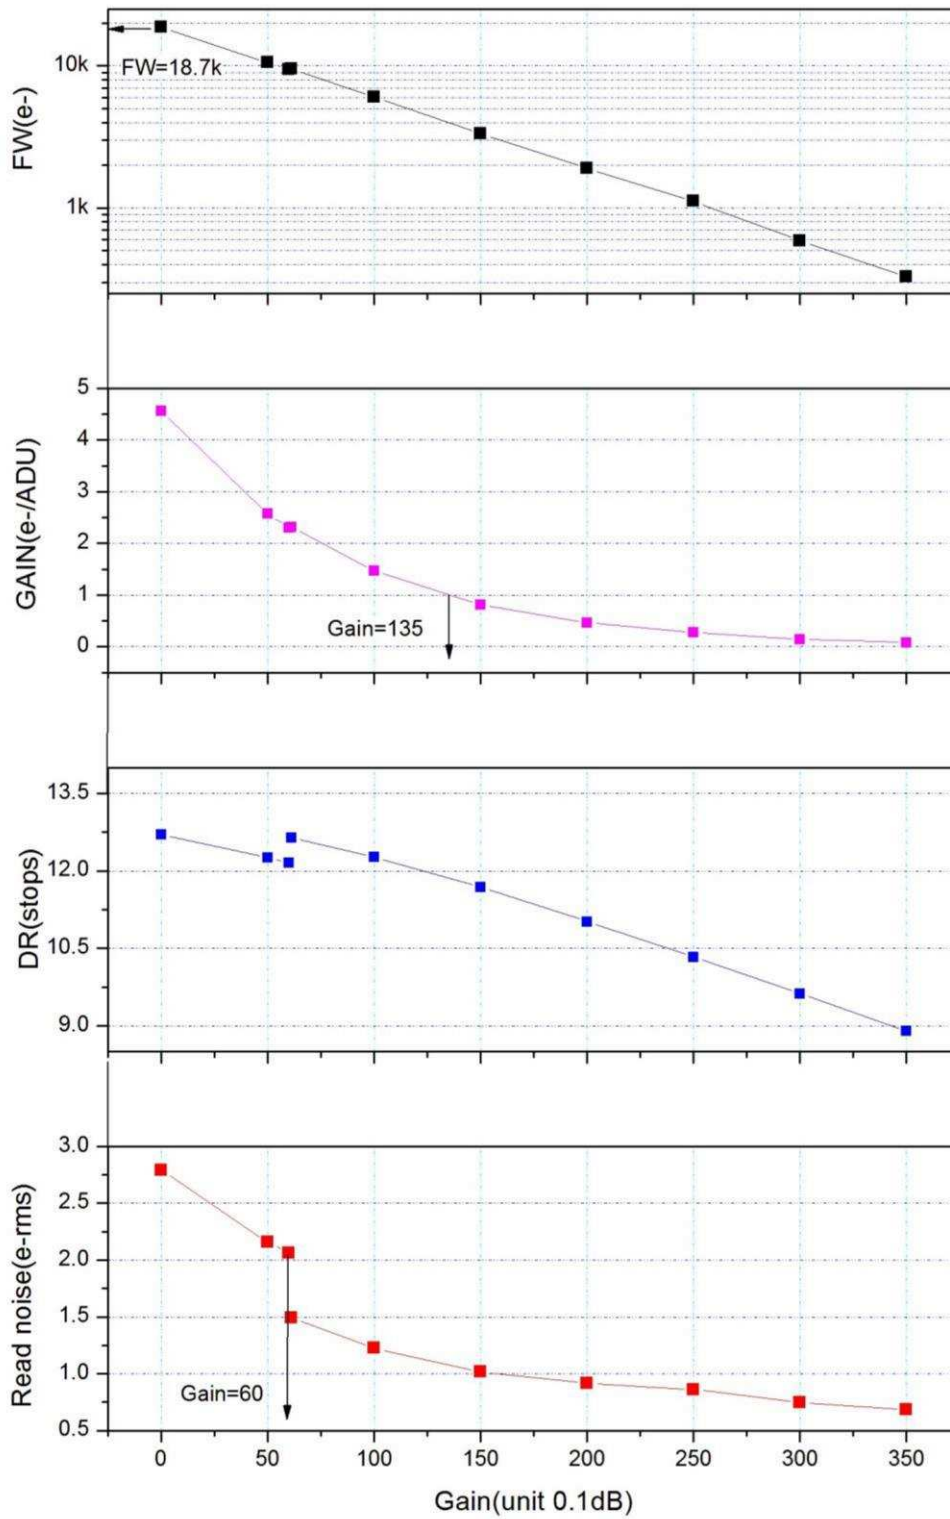 10k
FW=18.7k
FW(e-)
1k
5
4
GAIN(e-/ADU)
3
2
1
Gain=135
0
13.5
DR(stops)
12.0
10.5
9.0
3.0
2.5
Read noise(e-rms)
2.0
1.5
1.0
Gain=60
0.5
0 50 100 150 200 250 300 350
Gain(unit 0.1dB)